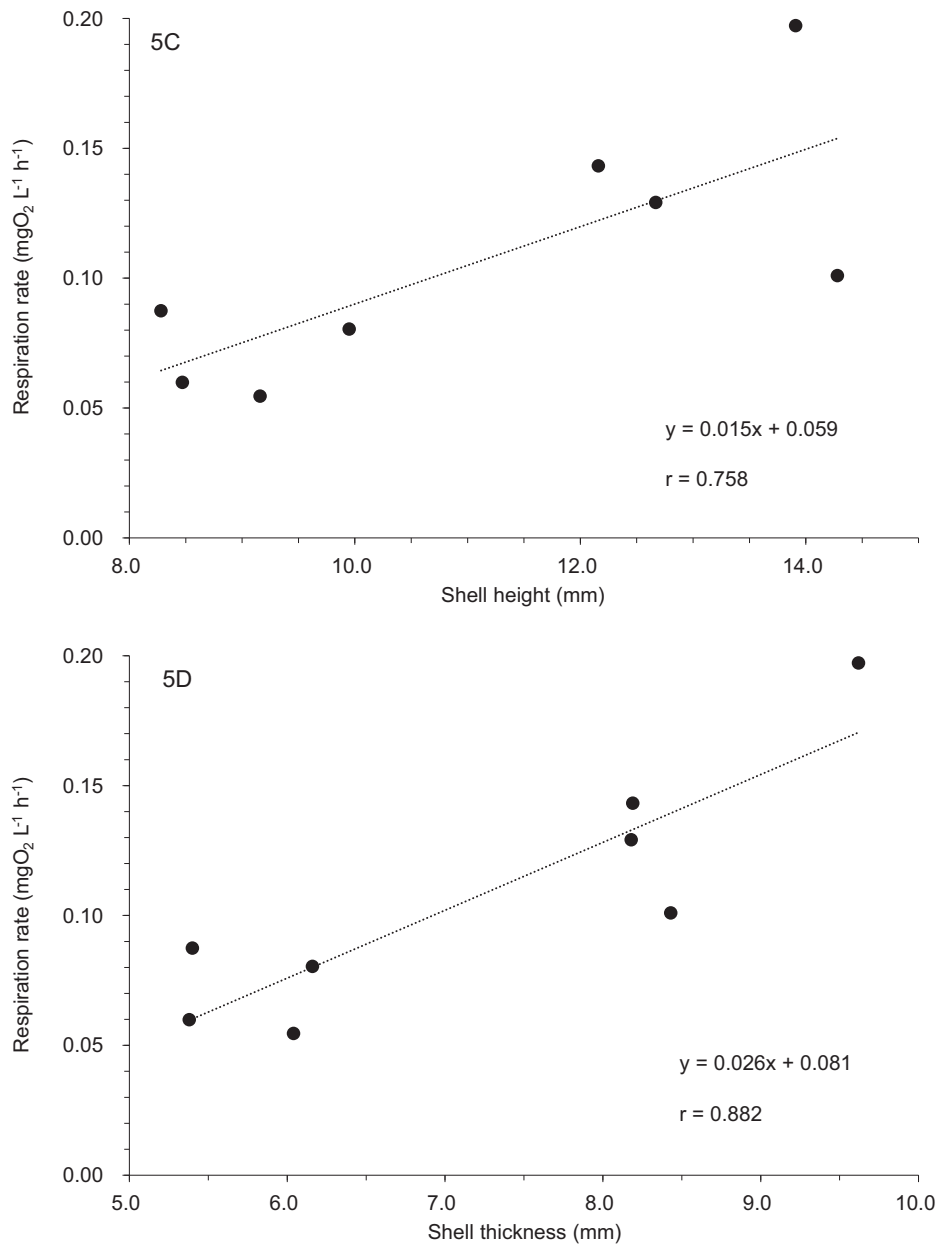 5C
0.20
0.15
0.10
0.05
0.00
Respiration rate (mgO₂ L⁻¹ h⁻¹)
y = 0.015x + 0.059
r = 0.758
8.0 10.0 12.0 14.0
Shell height (mm)
5D
0.20
0.15
0.10
0.05
0.00
Respiration rate (mgO₂ L⁻¹ h⁻¹)
y = 0.026x + 0.081
r = 0.882
5.0 6.0 7.0 8.0 9.0 10.0
Shell thickness (mm)